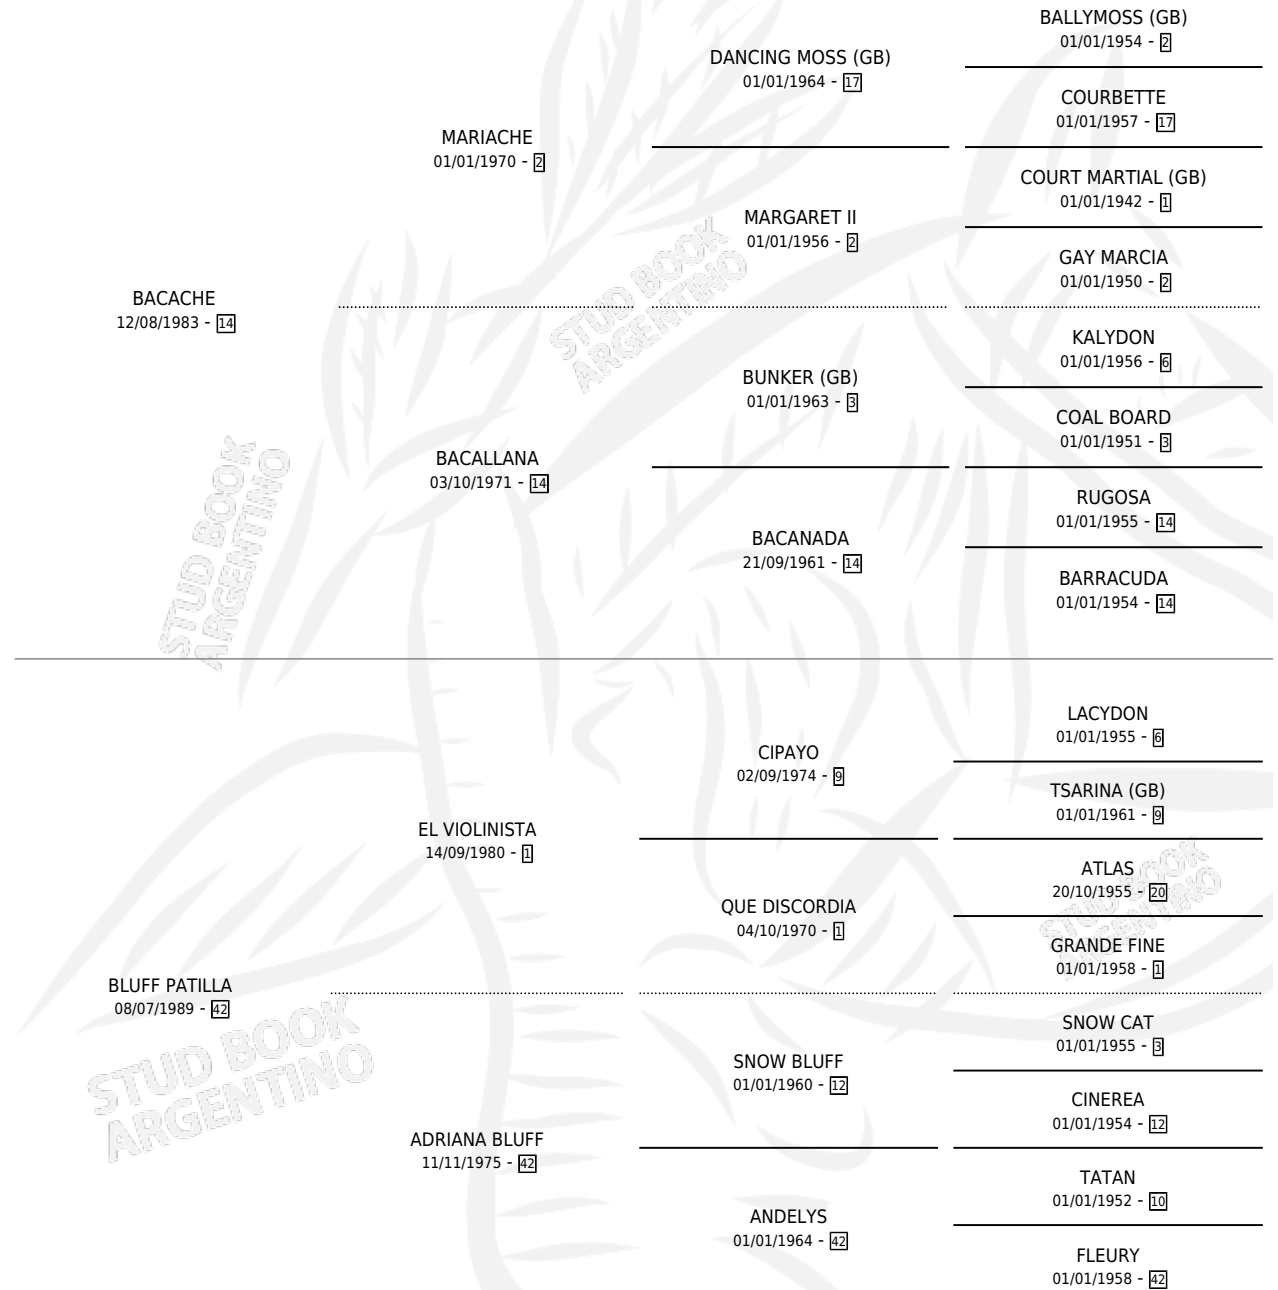 BACACHE
12/08/1983 - 14
MARIACHE
01/01/1970 - 2
DANCING MOSS (GB)
01/01/1964 - 17
BALLYMOSS (GB)
01/01/1954 - 2
COURBETTE
01/01/1957 - 17
MARGARET II
01/01/1956 - 2
COURT MARTIAL (GB)
01/01/1942 - 1
GAY MARCIA
01/01/1950 - 2
BACALLANA
03/10/1971 - 14
BUNKER (GB)
01/01/1963 - 3
KALYDON
01/01/1956 - 6
COAL BOARD
01/01/1951 - 3
BACANADA
21/09/1961 - 14
RUGOSA
01/01/1955 - 14
BARRACUDA
01/01/1954 - 14
BLUFF PATILLA
08/07/1989 - 42
EL VIOLINISTA
14/09/1980 - 1
CIPAYO
02/09/1974 - 9
LACYDON
01/01/1955 - 6
TSARINA (GB)
01/01/1961 - 9
QUE DISCORDIA
04/10/1970 - 1
ATLAS
20/10/1955 - 20
GRANDE FINE
01/01/1958 - 1
ADRIANA BLUFF
11/11/1975 - 42
SNOW BLUFF
01/01/1960 - 12
SNOW CAT
01/01/1955 - 3
CINEREA
01/01/1954 - 12
ANDELYS
01/01/1964 - 42
TATAN
01/01/1952 - 10
FLEURY
01/01/1958 - 42
STUD BOOK
ARGENTINO
STUD BOOK
ARGENTINO
STUD BOOK
ARGENTINO
STUD BOOK
ARGENTINO